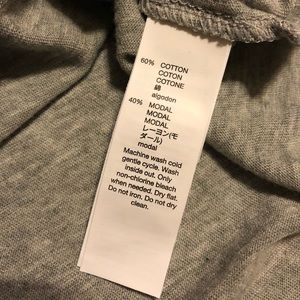 60% COTTON
COTON
COTONE
綿
algodon
40% MODAL
MODAL
MODAL
レーヨン(モ
ダール)
modal
Machine wash cold
gentle cycle. Wash
inside out. Only
non-chlorine bleach
when needed. Dry flat.
Do not iron. Do not dry
clean.